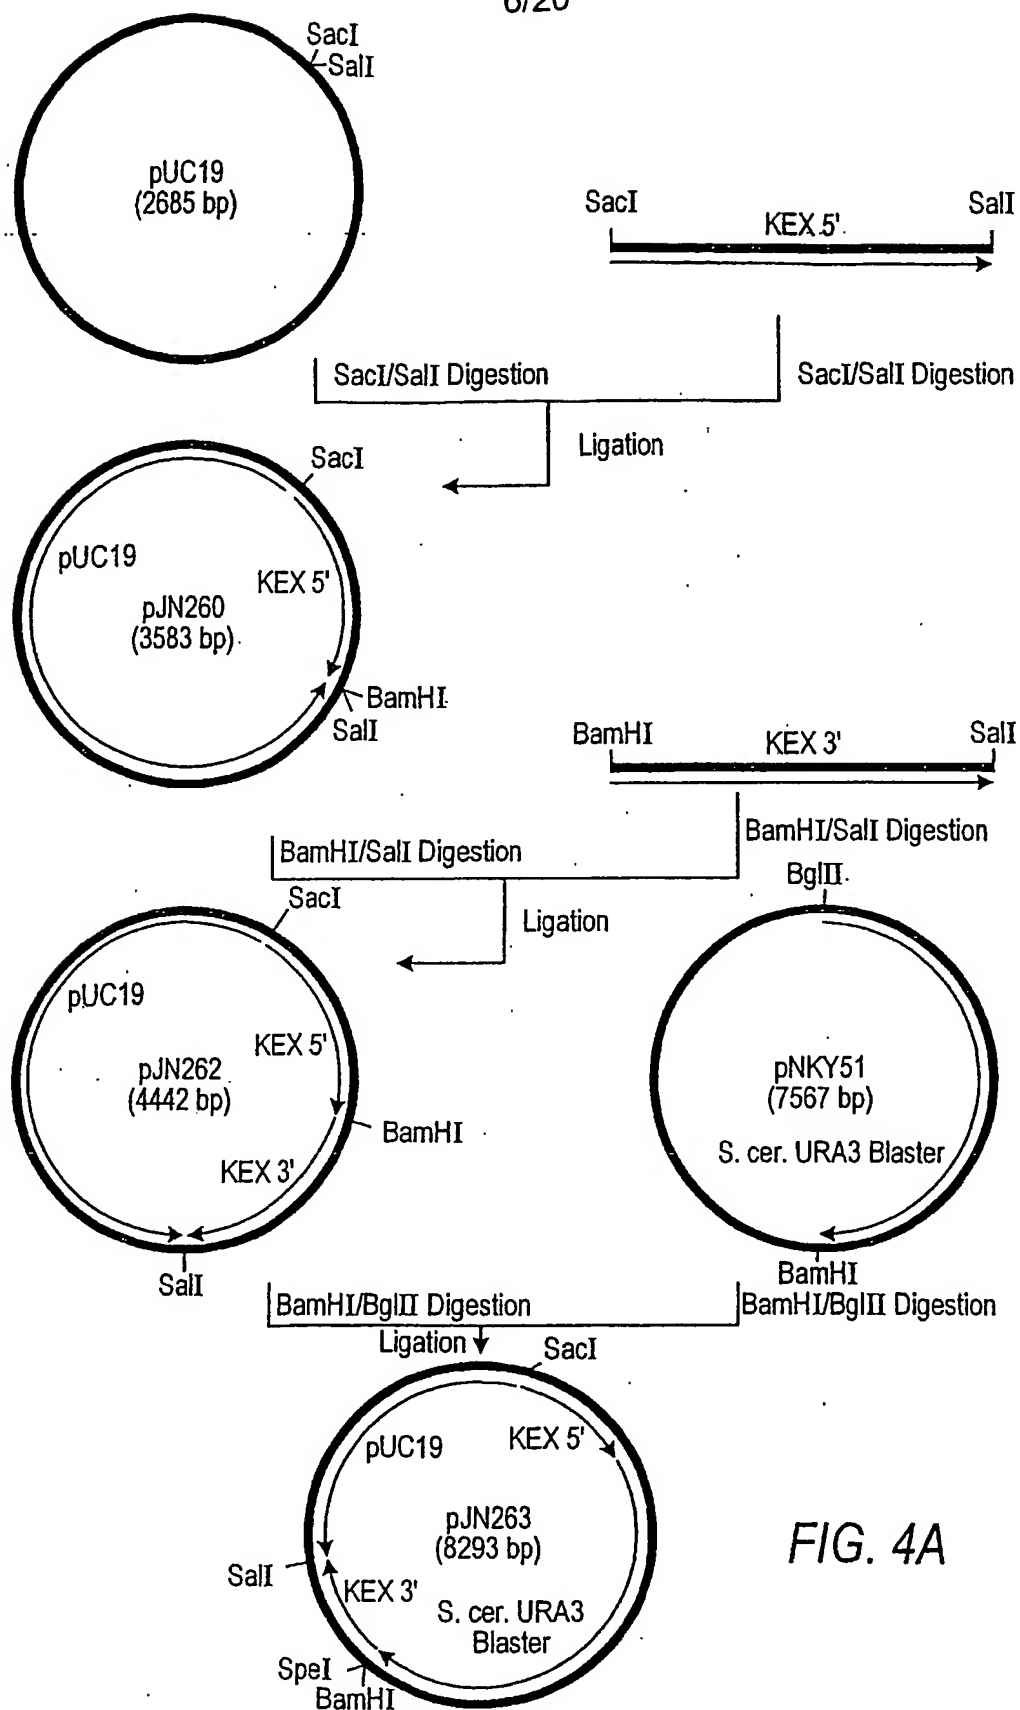 6/20
SacI
SalI
pUC19
(2685 bp)
SacI
KEX 5'
SalI
SacI/SalI Digestion
SacI/SalI Digestion
Ligation
SacI
pUC19
KEX 5'
pJN260
(3583 bp)
BamHI
SalI
BamHI
KEX 3'
SalI
BamHI/SalI Digestion
BamHI/SalI Digestion
Ligation
SacI
pUC19
KEX 5'
pJN262
(4442 bp)
BamHI
KEX 3'
SalI
BglII
pNKY51
(7567 bp)
S. cer. URA3 Blaster
BamHI
BamHI/BglII Digestion
BamHI/BglII Digestion
Ligation
SacI
pUC19
KEX 5'
pJN263
(8293 bp)
SalI
KEX 3'
S. cer. URA3
Blaster
SpeI
BamHI
FIG. 4A